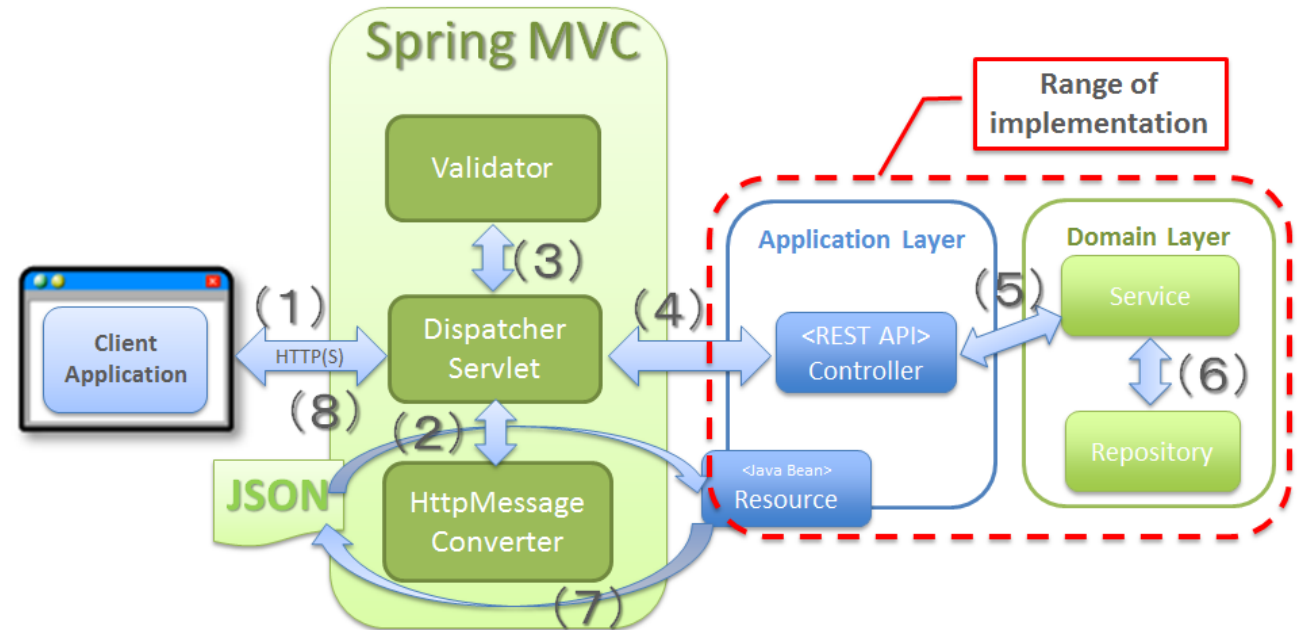 Spring MVC
Range of
implementation
Validator
Application Layer
Domain Layer
(3)
(1)
(4)
(5)
Service
Client
Application
HTTP(S)
Dispatcher
Servlet
<REST API>
Controller
(6)
(8)
(2)
Repository
JSON
HttpMessage
Converter
<Java Bean>
Resource
(7)